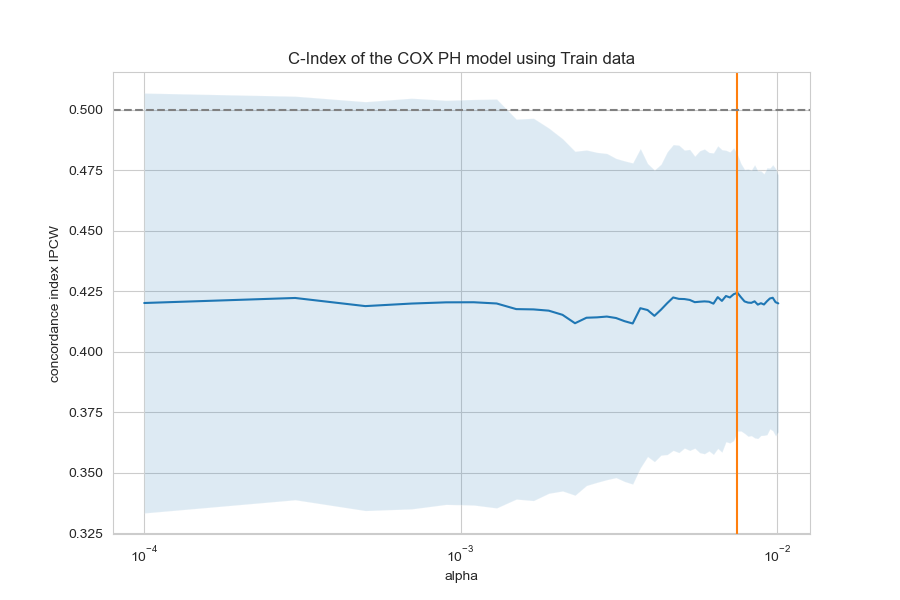 C-Index of the COX PH model using Train data
concordance index IPCW
0.500
0.475
0.450
0.425
0.400
0.375
0.350
0.325
10⁻⁴ 10⁻³ 10⁻²
alpha